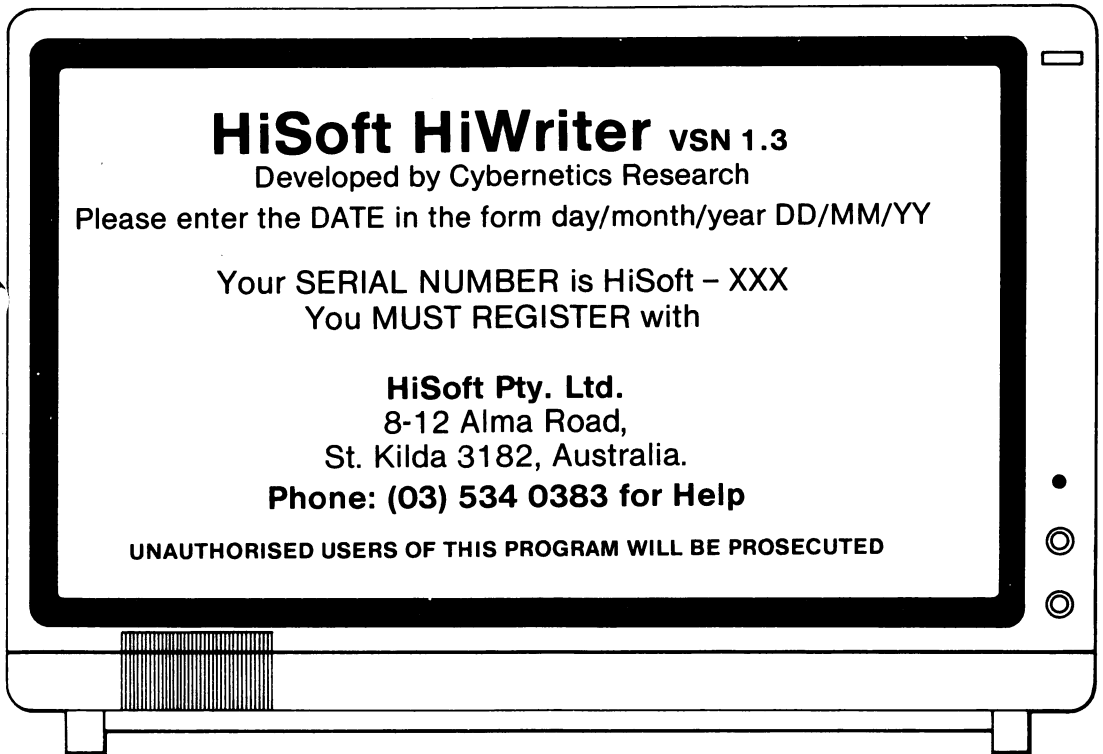 HiSoft HiWriter VSN 1.3
Developed by Cybernetics Research
Please enter the DATE in the form day/month/year DD/MM/YY
Your SERIAL NUMBER is HiSoft – XXX
You MUST REGISTER with
HiSoft Pty. Ltd.
8-12 Alma Road,
St. Kilda 3182, Australia.
Phone: (03) 534 0383 for Help
UNAUTHORISED USERS OF THIS PROGRAM WILL BE PROSECUTED